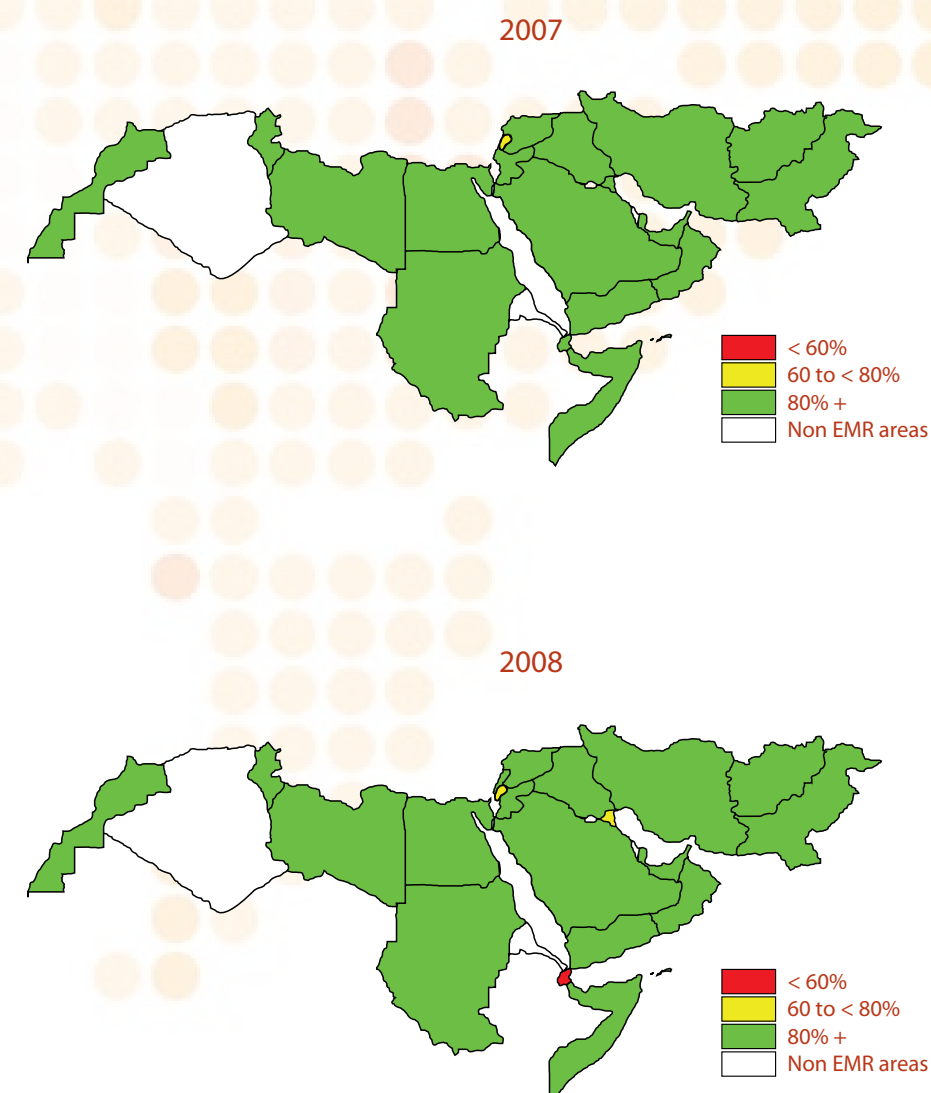 2007
< 60%
60 to < 80%
80% +
Non EMR areas
2008
< 60%
60 to < 80%
80% +
Non EMR areas